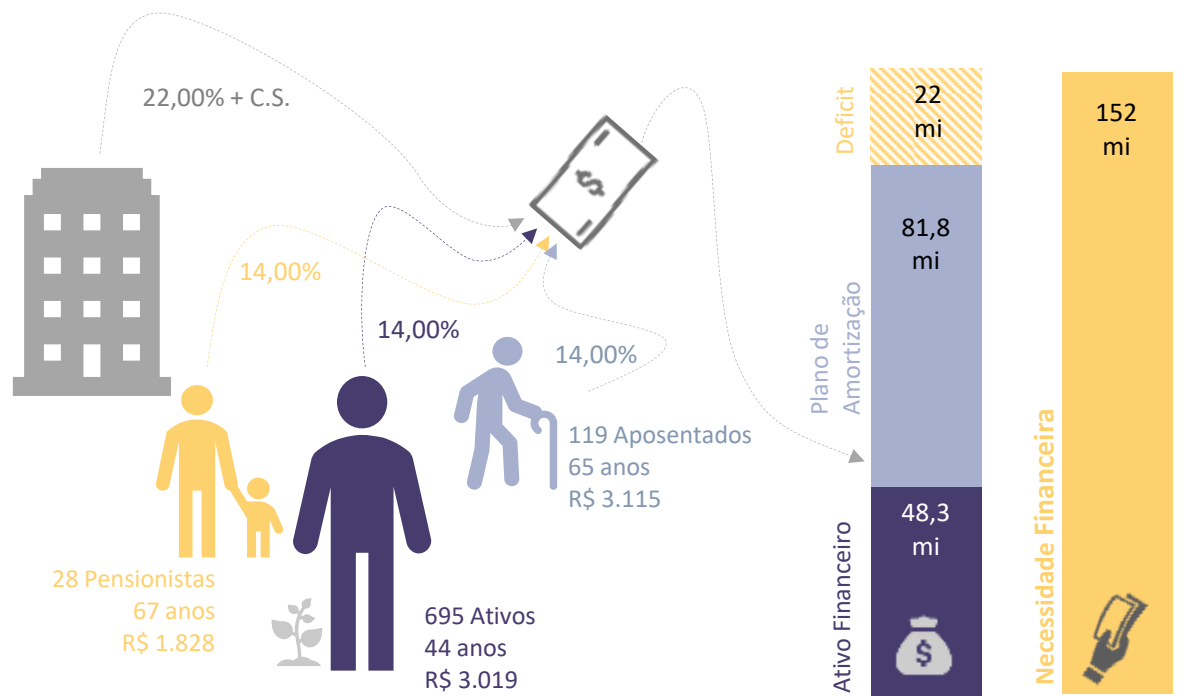 22,00% + C.S.
14,00%
14,00%
14,00%
119 Aposentados
65 anos
R$ 3.115
28 Pensionistas
67 anos
R$ 1.828
695 Ativos
44 anos
R$ 3.019
Deficit
22
mi
Plano de
Amortização
81,8
mi
Ativo Financeiro
48,3
mi
$
$
Necessidade Financeira
152
mi